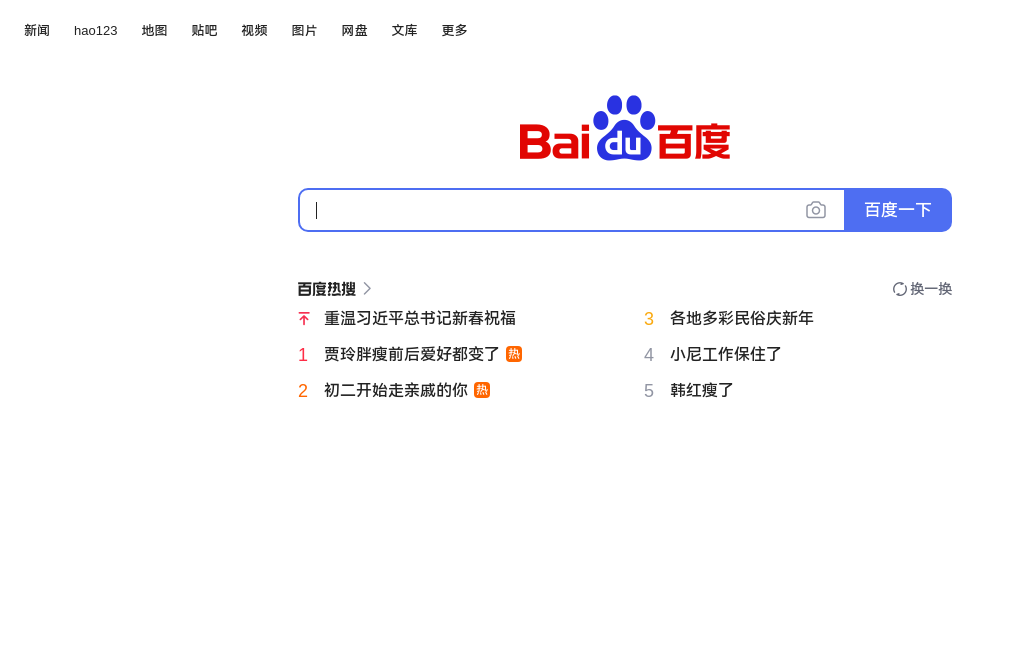 新闻 hao123 地图 贴吧 视频 图片 网盘 文库 更多
Bai du 百度
百度一下
百度热搜 换一换
重温习近平总书记新春祝福
1 贾玲胖瘦前后爱好都变了 热
2 初二开始走亲戚的你 热
3 各地多彩民俗庆新年
4 小尼工作保住了
5 韩红瘦了